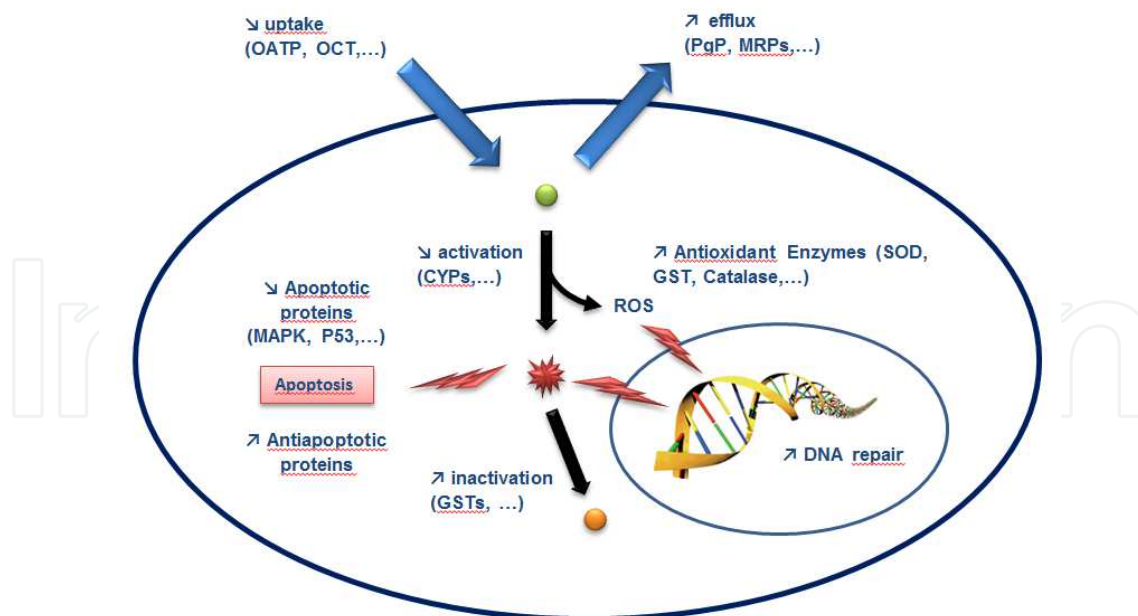 ↘ uptake
(OATP, OCT,...)
↗ efflux
(PgP, MRPs,...)
↘ activation
(CYPs,...)
↗ Antioxidant Enzymes (SOD,
GST, Catalase,...)
ROS
↘ Apoptotic
proteins
(MAPK, P53,...)
Apoptosis
↗ Antiapoptotic
proteins
↗ inactivation
(GSTs, ...)
↗ DNA repair